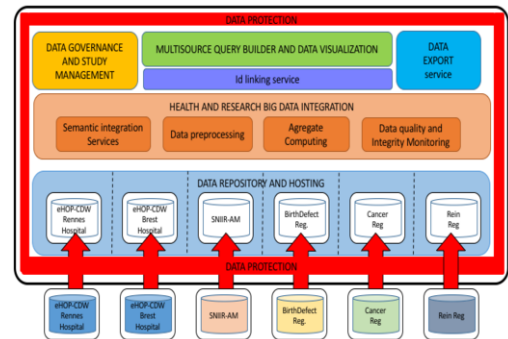 DATA PROTECTION
DATA GOVERNANCE
AND STUDY
MANAGEMENT
MULTISOURCE QUERY BUILDER AND DATA VISUALIZATION
Id linking service
DATA
EXPORT
service
HEALTH AND RESEARCH BIG DATA INTEGRATION
Semantic integration
Services
Data preprocessing
Agregate
Computing
Data quality and
Integrity Monitoring
DATA REPOSITORY AND HOSTING
eHOP-CDW
Rennes
Hospital
eHOP-CDW
Brest
Hospital
SNIIR-AM
BirthDefect
Reg.
Cancer
Reg
Rein
Reg
DATA PROTECTION
eHOP-CDW
Rennes
Hospital
eHOP-CDW
Brest
Hospital
SNIIR-AM
BirthDefect
Reg.
Cancer
Reg
Rein Reg